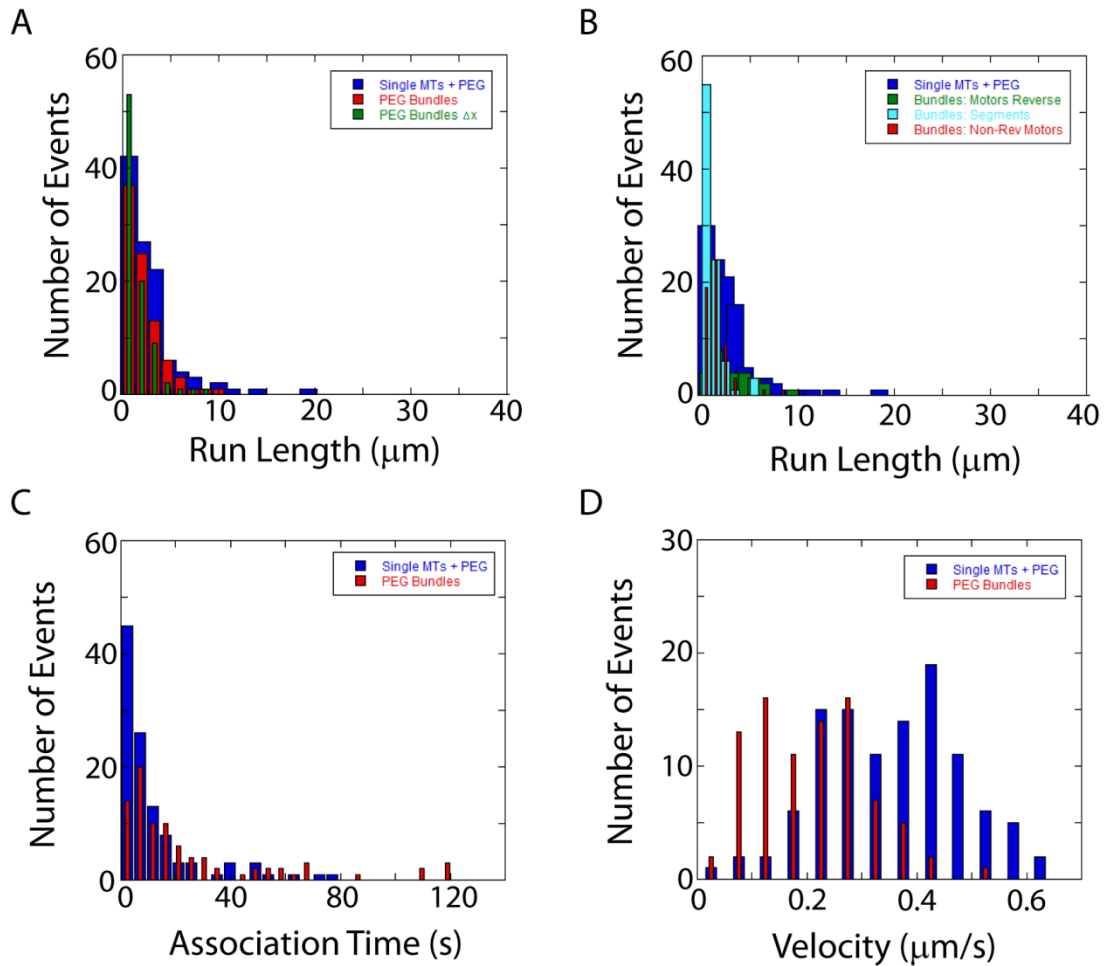 A
60
40
20
0
Number of Events
Single MTs + PEG
PEG Bundles
PEG Bundles Δx
0 10 20 30 40
Run Length (μm)
B
60
40
20
0
Number of Events
Single MTs + PEG
Bundles: Motors Reverse
Bundles: Segments
Bundles: Non-Rev Motors
0 10 20 30 40
Run Length (μm)
C
60
40
20
0
Number of Events
Single MTs + PEG
PEG Bundles
0 40 80 120
Association Time (s)
D
30
20
10
0
Number of Events
Single MTs + PEG
PEG Bundles
0 0.2 0.4 0.6
Velocity (μm/s)